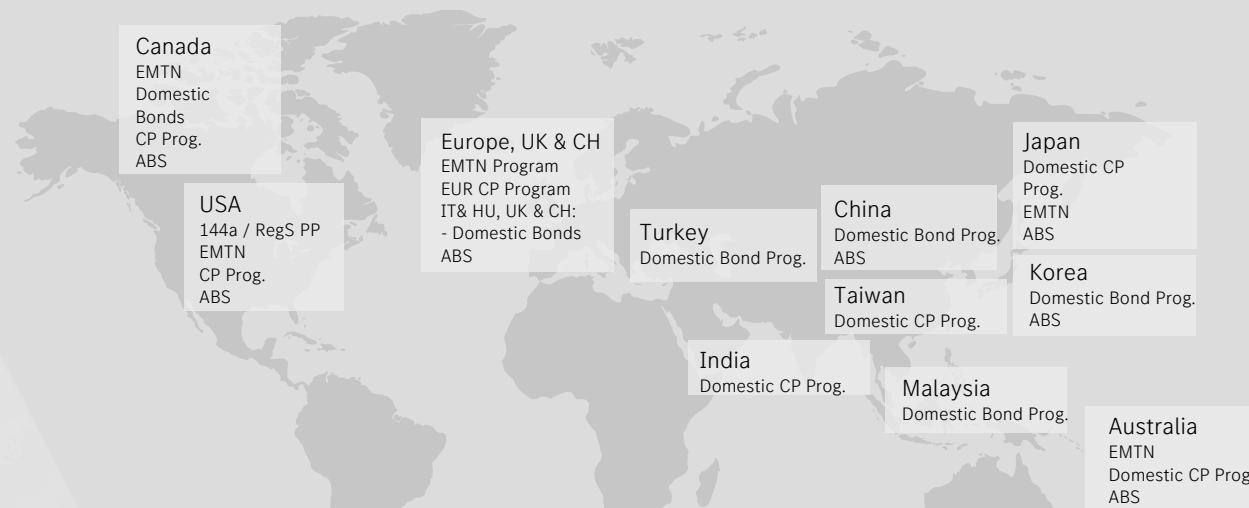 Canada
EMTN
Domestic
Bonds
CP Prog.
ABS
USA
144a / RegS PP
EMTN
CP Prog.
ABS
Europe, UK & CH
EMTN Program
EUR CP Program
IT& HU, UK & CH:
- Domestic Bonds
ABS
Turkey
Domestic Bond Prog.
China
Domestic Bond Prog.
ABS
Taiwan
Domestic CP Prog.
India
Domestic CP Prog.
Japan
Domestic CP
Prog.
EMTN
ABS
Korea
Domestic Bond Prog.
ABS
Malaysia
Domestic Bond Prog.
Australia
EMTN
Domestic CP Prog
ABS